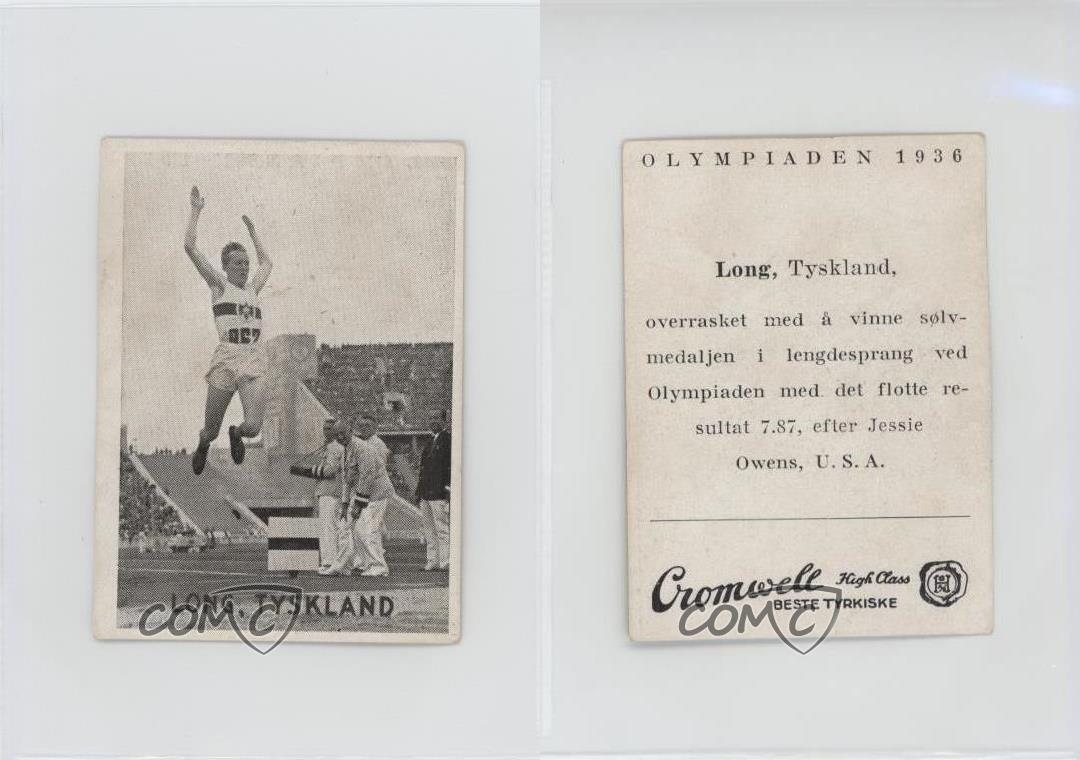 LONG, TYSKLAND
COMC
OLYMPIADEN 1936
Long, Tyskland,
overrasket med å vinne sølv-
medaljen i lengdesprang ved
Olympiaden med det flotte re-
sultat 7.87, efter Jessie
Owens, U. S. A.
Cromwell High Class
BESTE TYRKISKE
COMC